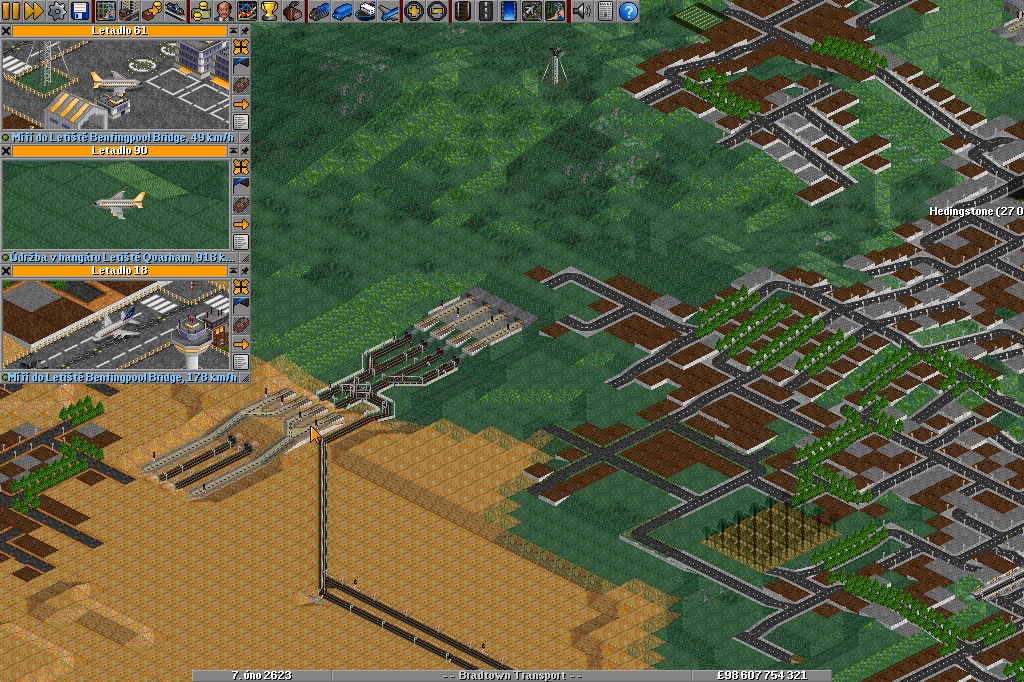 Letadlo 61
Míří do Letiště Benfingpool Bridge, 49 km/h
Letadlo 90
Údržba v hangáru Letiště Qvarham, 918 k...
Letadlo 18
Míří do Letiště Benfingpool Bridge, 178 km/h
Hedingstone (27 0
7. úno 2623
-- Bradtown Transport --
£98 607 754 321